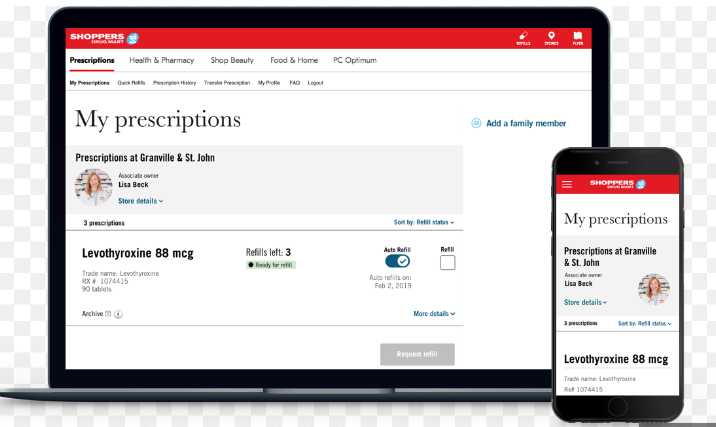 SHOPPERS
DRUG MART
REFILLS STORES FLYER
Prescriptions Health & Pharmacy Shop Beauty Food & Home PC Optimum
My Prescriptions Quick Refills Prescription History Transfer Prescription My Profile FAQ Logout
My prescriptions
Add a family member
Prescriptions at Granville & St. John
Associate owner
Lisa Beck
Store details
3 prescriptions Sort by: Refill status
Levothyroxine 88 mcg Refills left: 3 Auto Refill Refill
Ready for refill
Trade name: Levothyroxine
RX # 1074415
90 tablets
Auto refills on:
Feb 2, 2019
Archive i More details
Request refill
SHOPPERS
DRUG MART
My prescriptions
Prescriptions at Granville
& St. John
Associate owner
Lisa Beck
Store details
3 prescriptions Sort by: Refill status
Levothyroxine 88 mcg
Trade name: Levothyroxine
Rx# 1074415